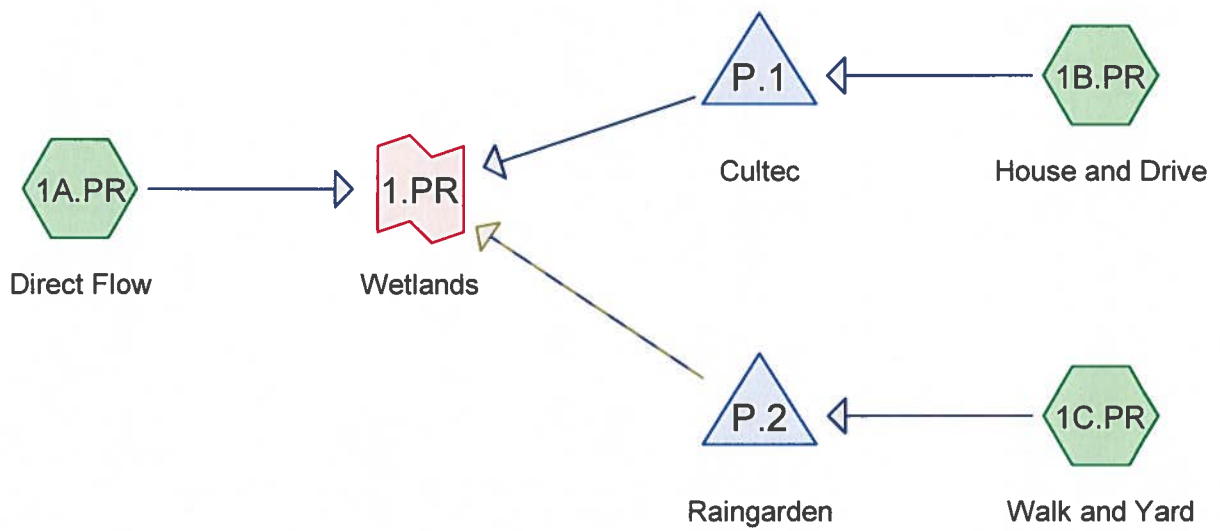 P.1
1B.PR
Cultec
House and Drive
1A.PR
1.PR
Direct Flow
Wetlands
P.2
1C.PR
Raingarden
Walk and Yard